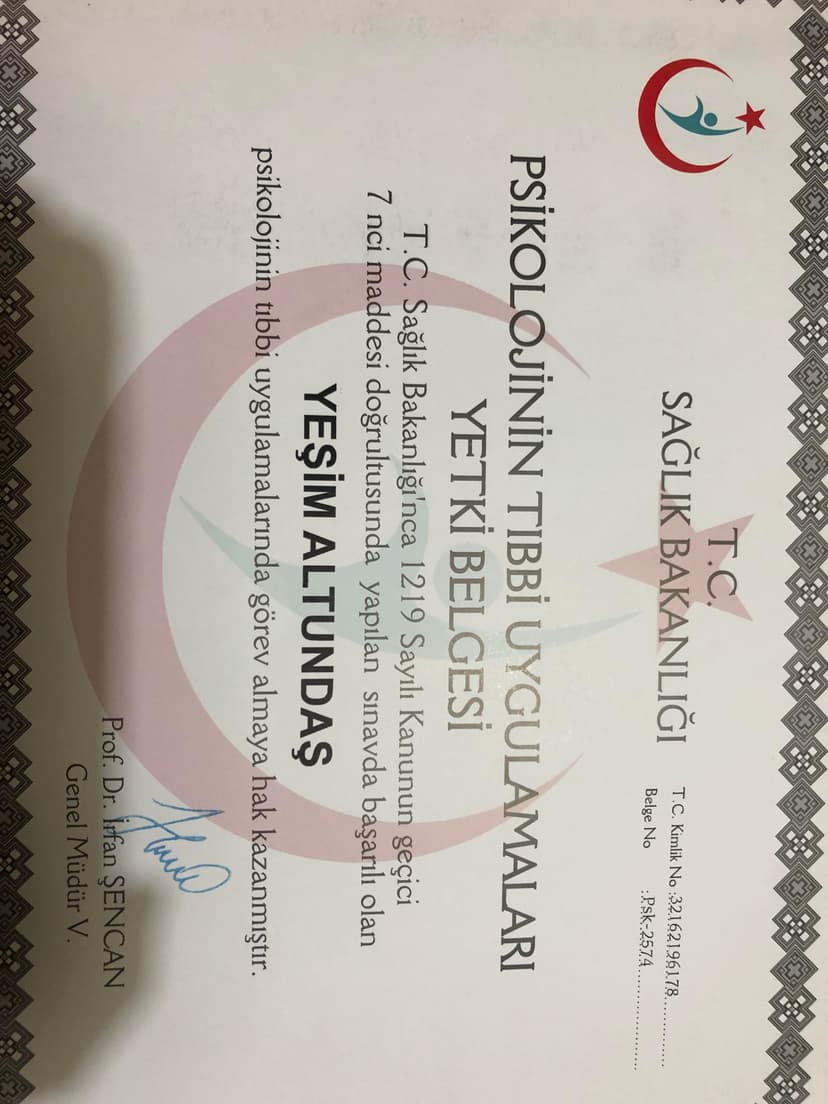 T.C.
SAĞLIK BAKANLIĞI
T.C. Kimlik No :32162196178
Belge No :Psk-2574
PSİKOLOJİNİN TIBBİ UYGULAMALARI
YETKİ BELGESİ
T.C. Sağlık Bakanlığı'nca 1219 Sayılı Kanunun geçici
7 nci maddesi doğrultusunda yapılan sınavda başarılı olan
YEŞİM ALTUNDAŞ
psikolojinin tıbbi uygulamalarında görev almaya hak kazanmıştır.
Prof. Dr. İrfan ŞENCAN
Genel Müdür V.